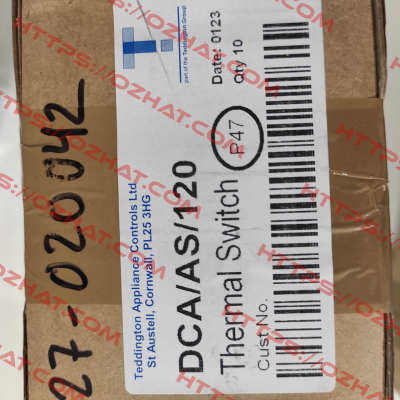 27-020042
T.
part of the Teddington Group
Teddington Appliance Controls Ltd
St Austell, Cornwall, PL25 3HG
Date: 0123
Qty 10
DCA/AS/120
Thermal Switch P47
Cust No.
HTTPS://OZHAT.COM